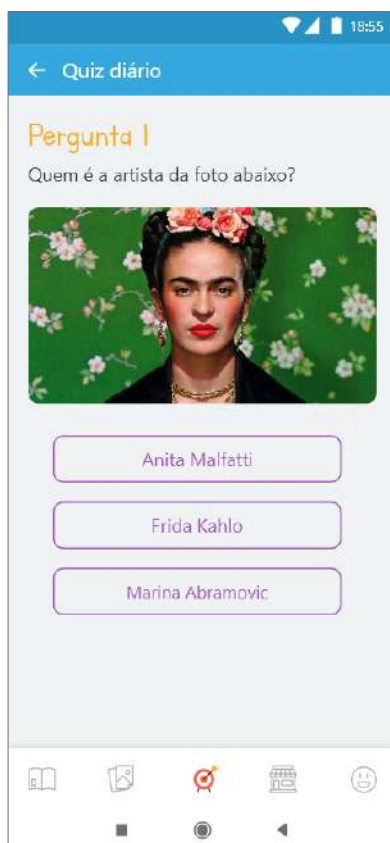 18:55
Quiz diário
Pergunta 1
Quem é a artista da foto abaixo?
Anita Malfatti
Frida Kahlo
Marina Abramovic